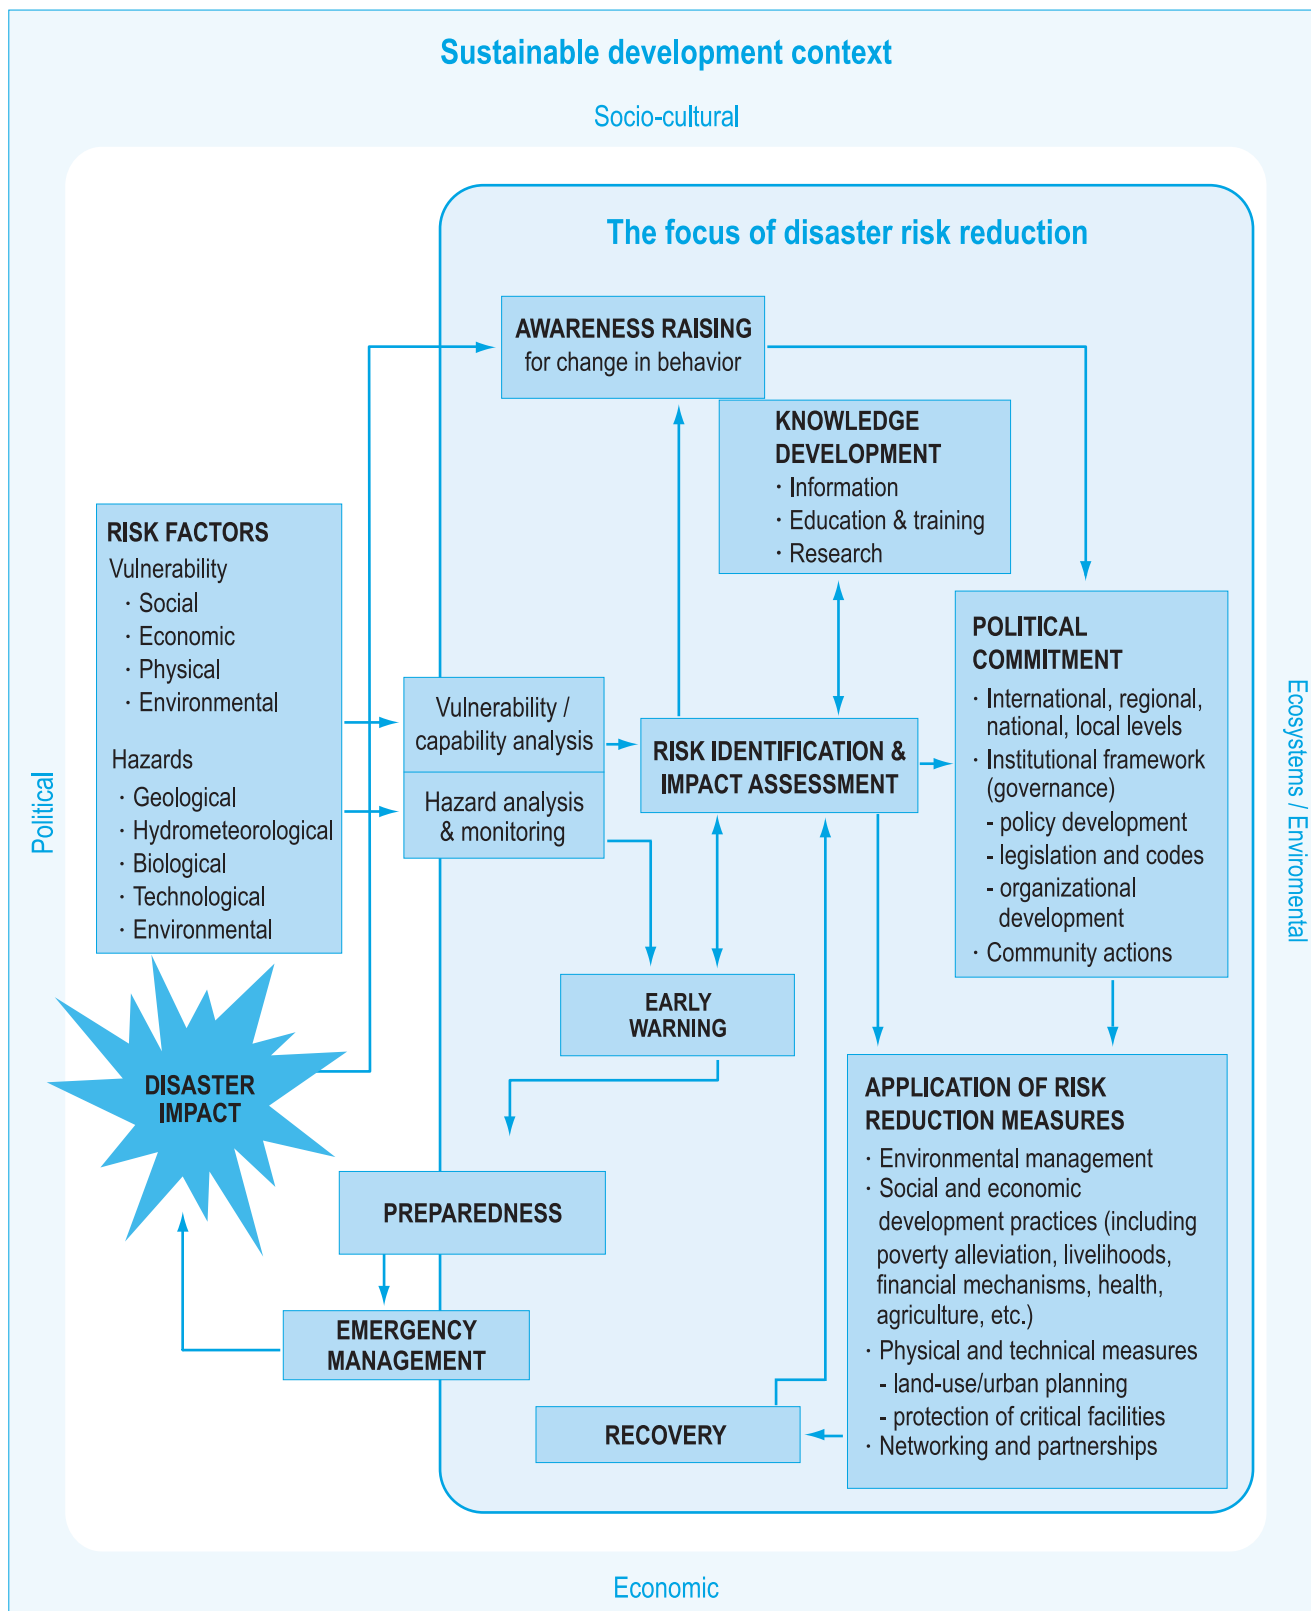 Sustainable development context
Socio-cultural
The focus of disaster risk reduction
AWARENESS RAISING
for change in behavior
KNOWLEDGE
DEVELOPMENT
· Information
· Education & training
· Research
RISK FACTORS
Vulnerability
· Social
· Economic
· Physical
· Environmental
Hazards
· Geological
· Hydrometeorological
· Biological
· Technological
· Environmental
Vulnerability /
capability analysis
Hazard analysis
& monitoring
RISK IDENTIFICATION &
IMPACT ASSESSMENT
POLITICAL
COMMITMENT
· International, regional,
national, local levels
· Institutional framework
(governance)
- policy development
- legislation and codes
- organizational
development
· Community actions
Political
Ecosystems / Enviromental
EARLY
WARNING
DISASTER
IMPACT
PREPAREDNESS
EMERGENCY
MANAGEMENT
APPLICATION OF RISK
REDUCTION MEASURES
· Environmental management
· Social and economic
development practices (including
poverty alleviation, livelihoods,
financial mechanisms, health,
agriculture, etc.)
· Physical and technical measures
- land-use/urban planning
- protection of critical facilities
· Networking and partnerships
RECOVERY
Economic